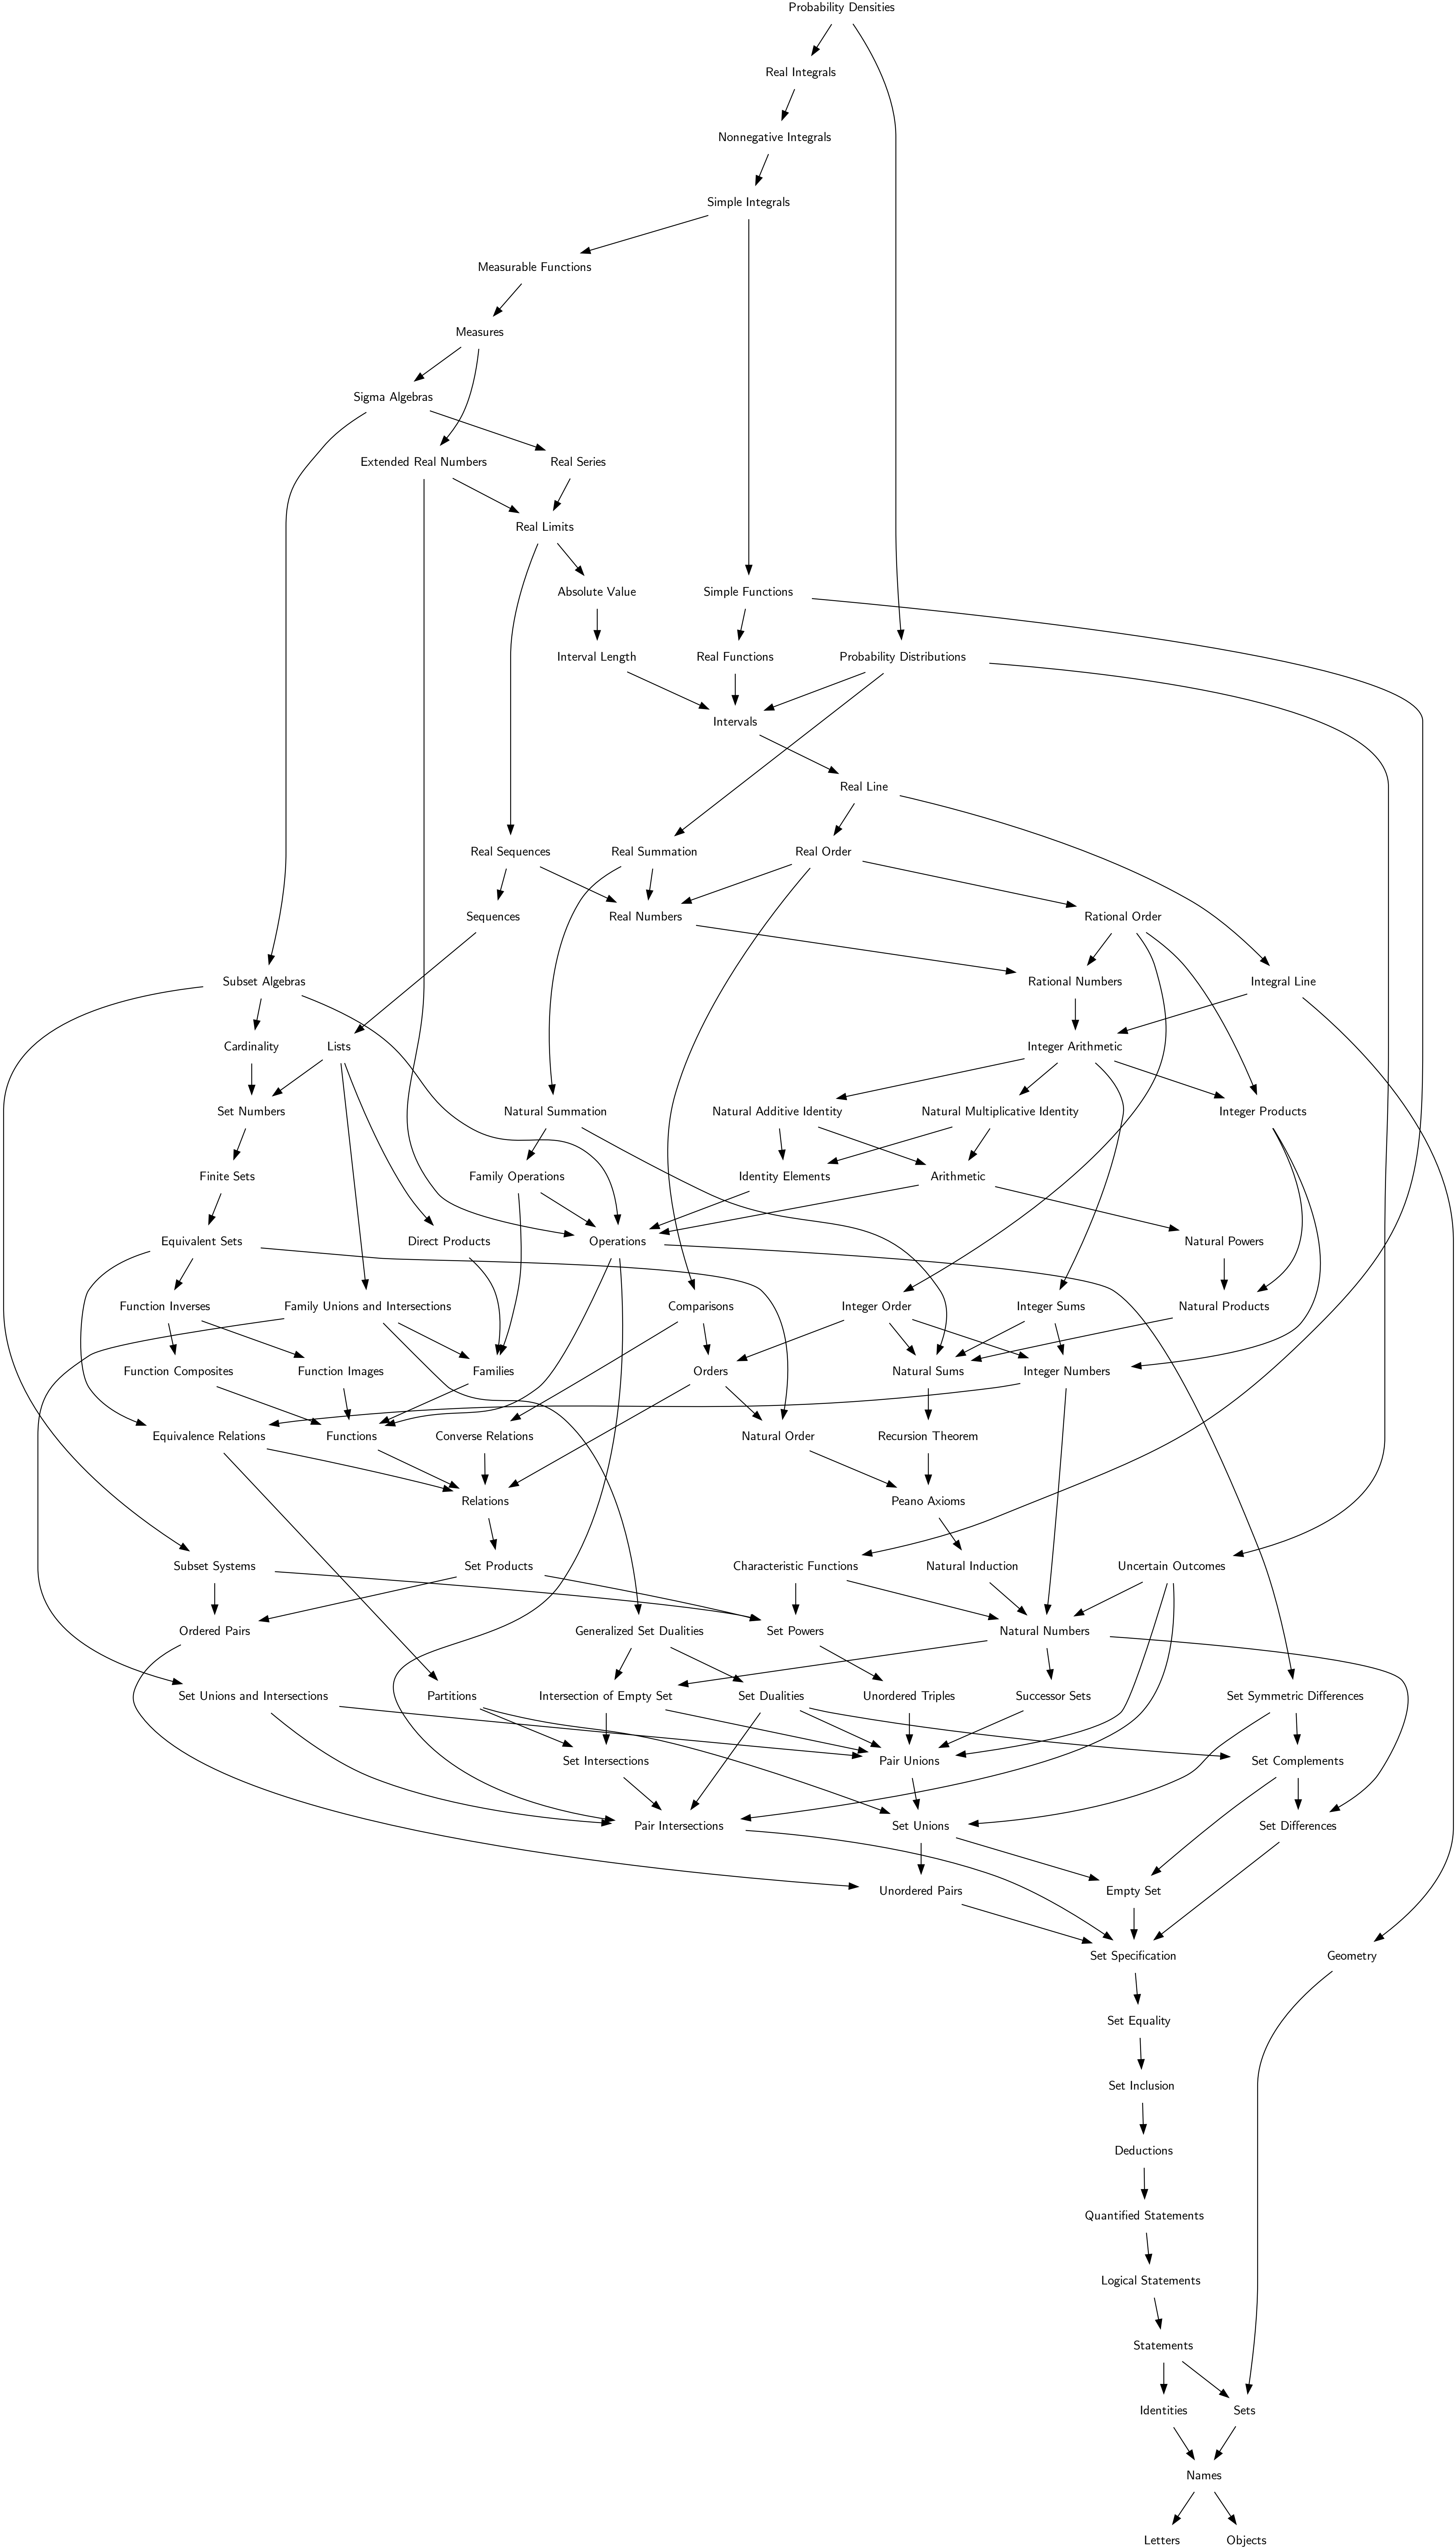 Probability Densities
Real Integrals
Nonnegative Integrals
Simple Integrals
Measurable Functions
Measures
Sigma Algebras
Extended Real Numbers
Real Series
Real Limits
Absolute Value
Simple Functions
Interval Length
Real Functions
Probability Distributions
Intervals
Real Line
Real Sequences
Real Summation
Real Order
Sequences
Real Numbers
Rational Order
Subset Algebras
Rational Numbers
Integral Line
Cardinality
Lists
Integer Arithmetic
Set Numbers
Natural Summation
Natural Additive Identity
Natural Multiplicative Identity
Integer Products
Finite Sets
Family Operations
Identity Elements
Arithmetic
Equivalent Sets
Direct Products
Operations
Natural Powers
Function Inverses
Family Unions and Intersections
Comparisons
Integer Order
Integer Sums
Natural Products
Function Composites
Function Images
Families
Orders
Natural Sums
Integer Numbers
Equivalence Relations
Functions
Converse Relations
Natural Order
Recursion Theorem
Relations
Peano Axioms
Subset Systems
Set Products
Characteristic Functions
Natural Induction
Uncertain Outcomes
Ordered Pairs
Generalized Set Dualities
Set Powers
Natural Numbers
Set Unions and Intersections
Partitions
Intersection of Empty Set
Set Dualities
Unordered Triples
Successor Sets
Set Symmetric Differences
Set Intersections
Pair Unions
Set Complements
Pair Intersections
Set Unions
Set Differences
Unordered Pairs
Empty Set
Set Specification
Geometry
Set Equality
Set Inclusion
Deductions
Quantified Statements
Logical Statements
Statements
Identities
Sets
Names
Letters
Objects